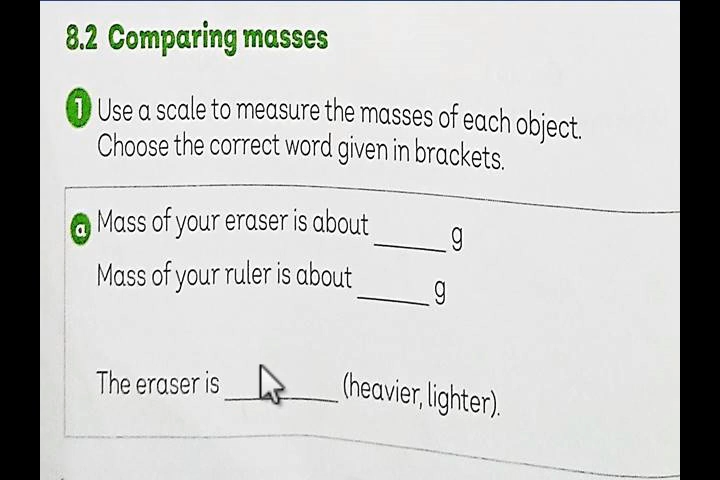 8.2 Comparing masses
1 Use a scale to measure the masses of each object.
Choose the correct word given in brackets.
a Mass of your eraser is about ______ g
Mass of your ruler is about ______ g
The eraser is ________ (heavier, lighter).